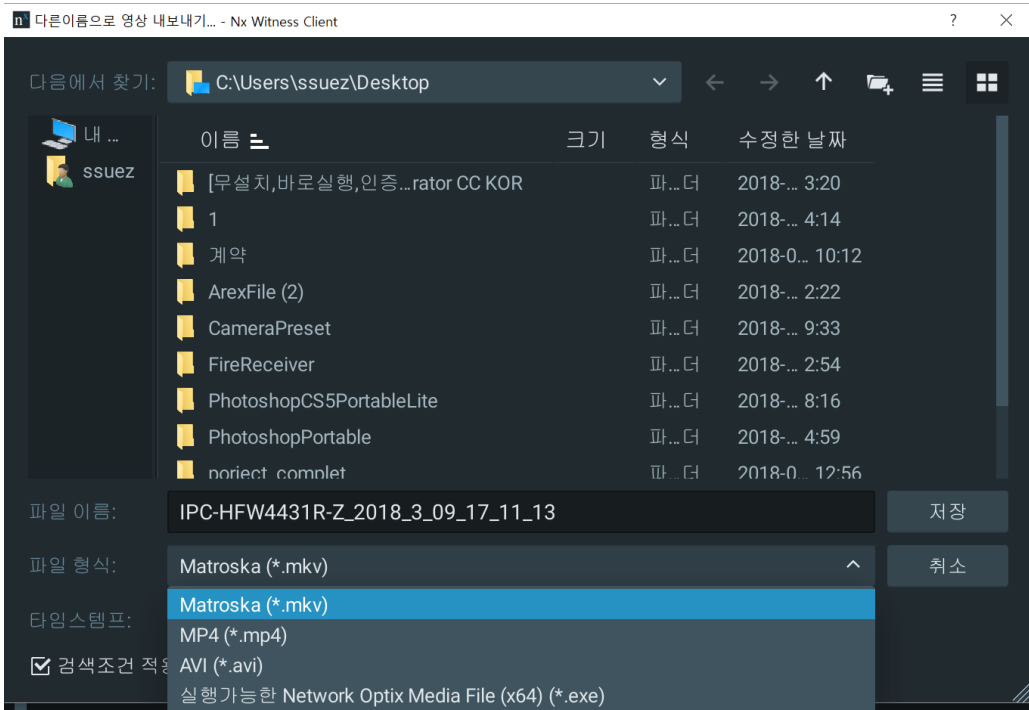 다른이름으로 영상 내보내기... - Nx Witness Client
다음에서 찾기: C:\Users\ssuez\Desktop
내 ...
ssuez
이름 크기 형식 수정한 날짜
[무설치,바로실행,인증...rator CC KOR 파...더 2018-... 3:20
1 파...더 2018-... 4:14
계약 파...더 2018-0... 10:12
ArexFile (2) 파...더 2018-... 2:22
CameraPreset 파...더 2018-... 9:33
FireReceiver 파...더 2018-... 2:54
PhotoshopCS5PortableLite 파...더 2018-... 8:16
PhotoshopPortable 파...더 2018-... 4:59
porject_complet 파...더 2018-0... 12:56
파일 이름: IPC-HFW4431R-Z_2018_3_09_17_11_13 저장
파일 형식: Matroska (*.mkv) 취소
Matroska (*.mkv)
타임스템프:
MP4 (*.mp4)
검색조건 적용
AVI (*.avi)
실행가능한 Network Optix Media File (x64) (*.exe)